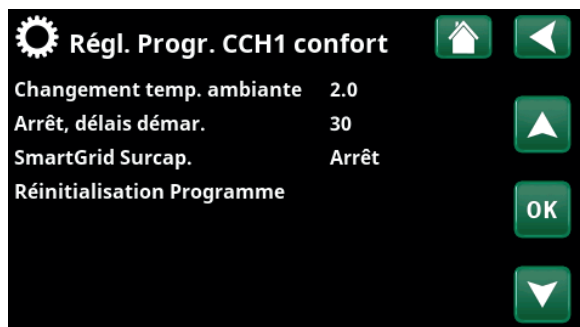 Régl. Progr. CCH1 confort
Changement temp. ambiante 2.0
Arrêt, délais démar. 30
SmartGrid Surcap. Arrêt
Réinitialisation Programme
OK